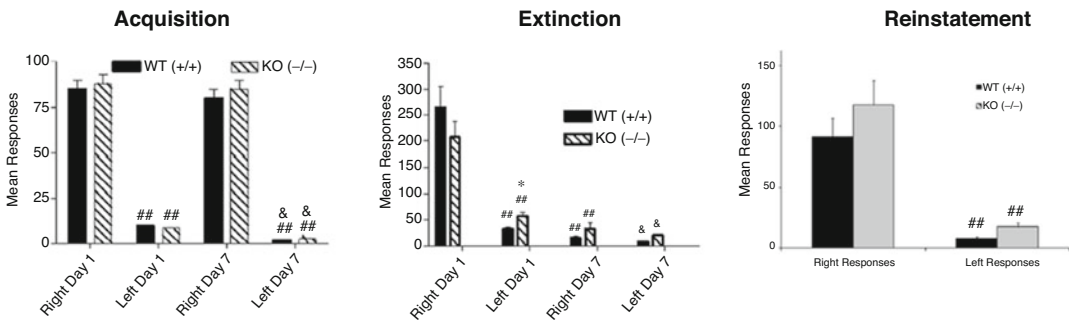 Acquisition
Mean Responses
100
75
50
25
0
WT (+/+)
KO (−/−)
##
##
&
##
&
##
Right Day 1
Left Day 1
Right Day 7
Left Day 7
Extinction
Mean Responses
350
300
250
200
150
100
50
0
WT (+/+)
KO (−/−)
##
*
##
##
##
&
&
Right Day 1
Left Day 1
Right Day 7
Left Day 7
Reinstatement
Mean Responses
150
100
50
0
WT (+/+)
KO (−/−)
##
##
Right Responses
Left Responses